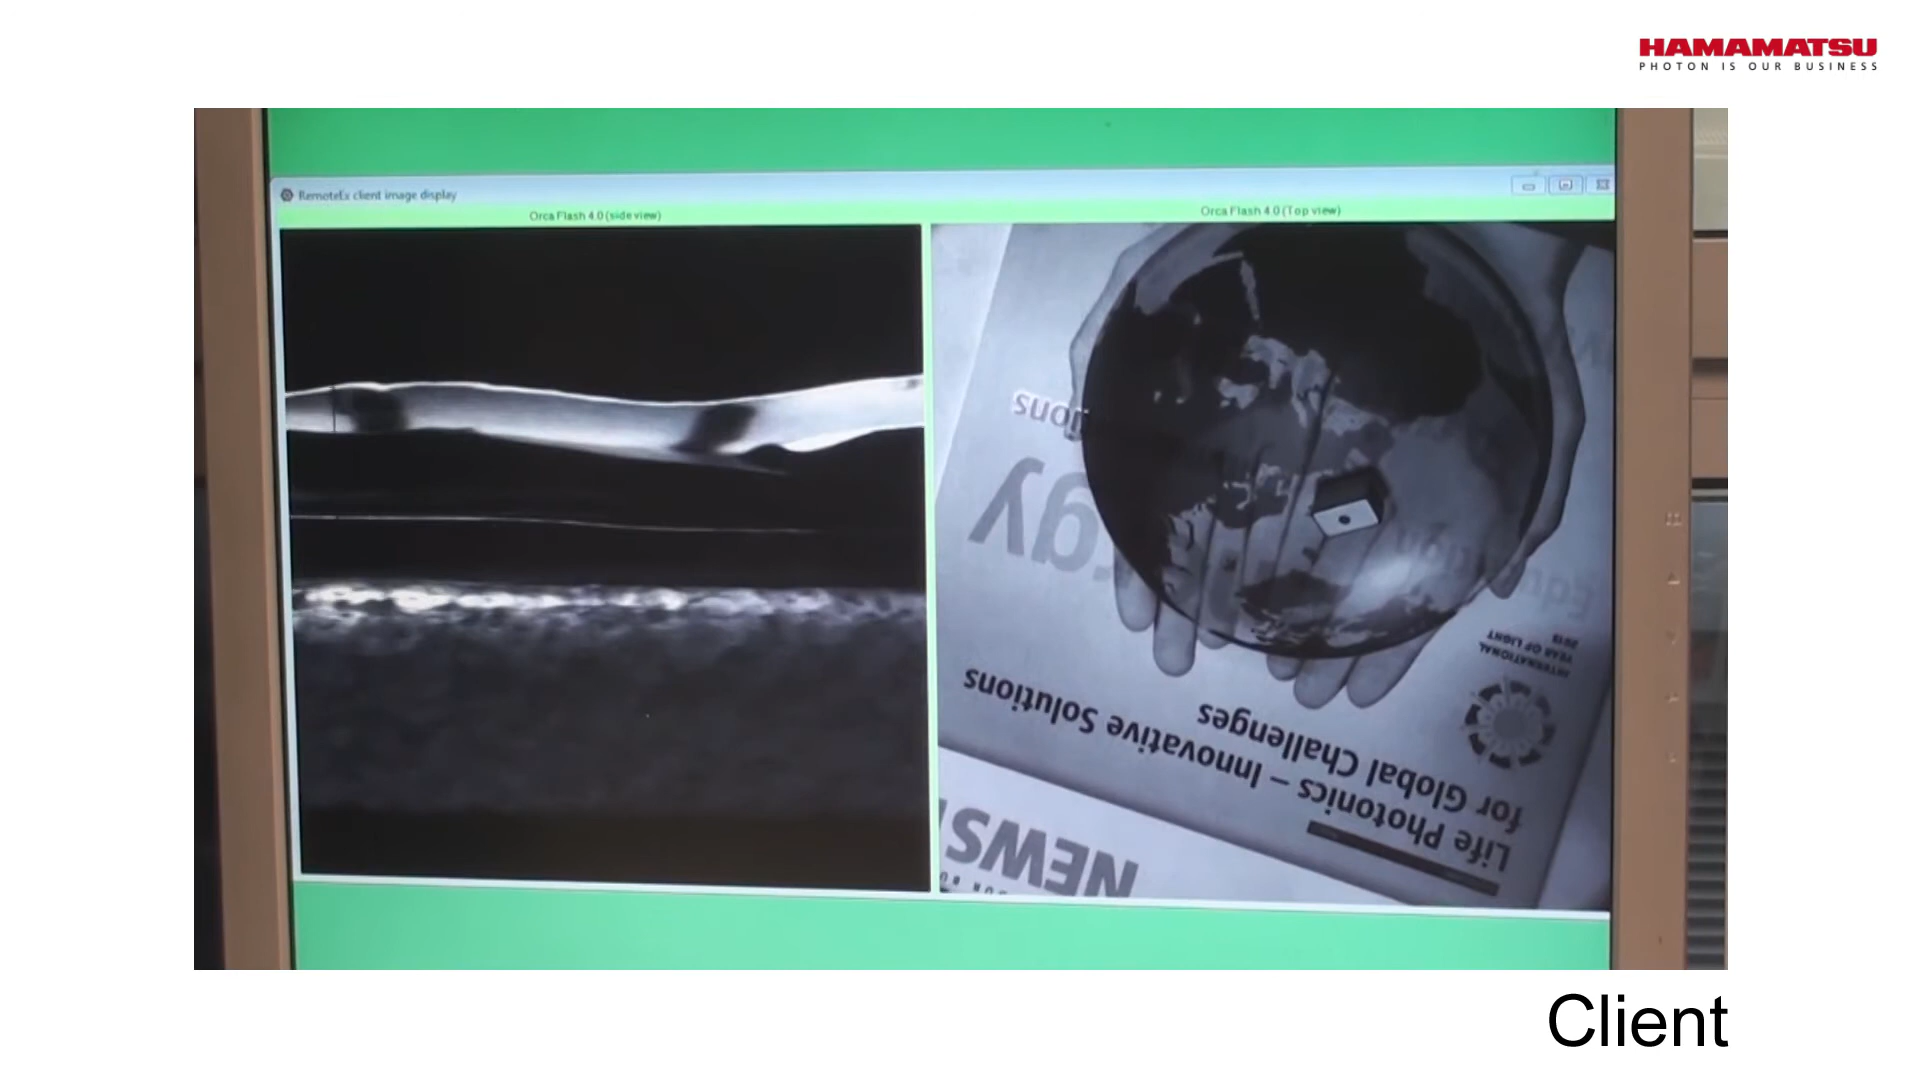 HAMAMATSU
PHOTON IS OUR BUSINESS
RemoteEx client image display
Orca Flash 4.0 (side view)
Orca Flash 4.0 (Top view)
Life Photonics – Innovative Solutions
for Global Challenges
INTERNATIONAL
YEAR OF LIGHT
2015
NEWS
Client